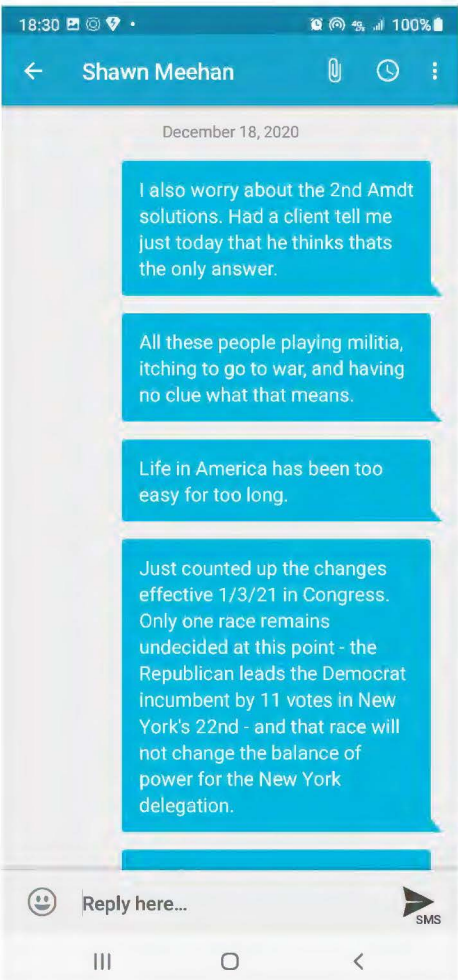 18:30
4G 100%
Shawn Meehan
December 18, 2020
I also worry about the 2nd Amdt
solutions. Had a client tell me
just today that he thinks thats
the only answer.
All these people playing militia,
itching to go to war, and having
no clue what that means.
Life in America has been too
easy for too long.
Just counted up the changes
effective 1/3/21 in Congress.
Only one race remains
undecided at this point - the
Republican leads the Democrat
incumbent by 11 votes in New
York's 22nd - and that race will
not change the balance of
power for the New York
delegation.
Reply here...
SMS